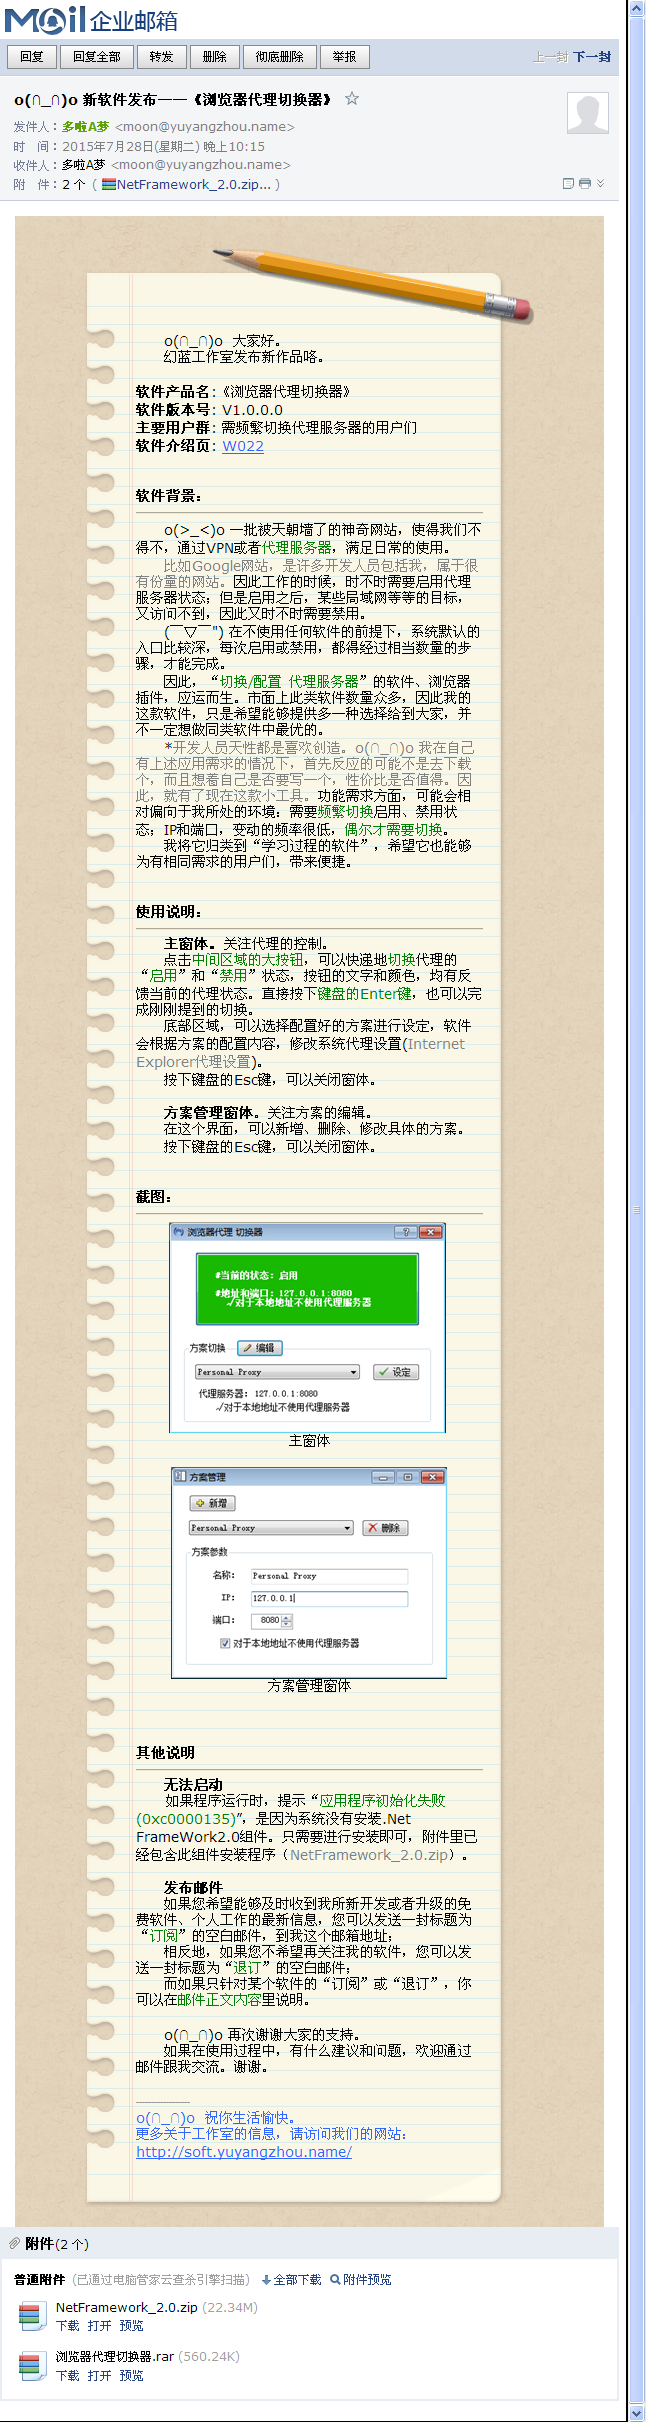 Mail 企业邮箱
回复 回复全部 转发 删除 彻底删除 举报 上一封 下一封
o(∩_∩)o 新软件发布——《浏览器代理切换器》 ☆
发件人：多啦A梦 <moon@yuyangzhou.name>
时 间：2015年7月28日(星期二) 晚上10:15
收件人：多啦A梦 <moon@yuyangzhou.name>
附 件：2 个 ( NetFramework_2.0.zip... )
o(∩_∩)o 大家好。
幻蓝工作室发布新作品咯。
软件产品名：《浏览器代理切换器》
软件版本号：V1.0.0.0
主要用户群：需频繁切换代理服务器的用户们
软件介绍页：W022
软件背景：
o(>_<)o 一批被天朝墙了的神奇网站，使得我们不
得不，通过VPN或者代理服务器，满足日常的使用。
比如Google网站，是许多开发人员包括我，属于很
有份量的网站。因此工作的时候，时不时需要启用代理
服务器状态；但是启用之后，某些局域网等等的目标，
又访问不到，因此又时不时需要禁用。
(￣▽￣") 在不使用任何软件的前提下，系统默认的
入口比较深，每次启用或禁用，都得经过相当数量的步
骤，才能完成。
因此，“切换/配置 代理服务器”的软件、浏览器
插件，应运而生。市面上此类软件数量众多，因此我的
这款软件，只是希望能够提供多一种选择给到大家，并
不一定想做同类软件中最优的。
*开发人员天性都是喜欢创造。o(∩_∩)o 我在自己
有上述应用需求的情况下，首先反应的可能不是去下载
个，而且想着自己是否要写一个，性价比是否值得。因
此，就有了现在这款小工具。功能需求方面，可能会相
对偏向于我所处的环境：需要频繁切换启用、禁用状
态；IP和端口，变动的频率很低，偶尔才需要切换。
我将它归类到“学习过程的软件”，希望它也能够
为有相同需求的用户们，带来便捷。
使用说明：
主窗体。关注代理的控制。
点击中间区域的大按钮，可以快递地切换代理的
“启用”和“禁用”状态，按钮的文字和颜色，均有反
馈当前的代理状态。直接按下键盘的Enter键，也可以完
成刚刚提到的切换。
底部区域，可以选择配置好的方案进行设定，软件
会根据方案的配置内容，修改系统代理设置(Internet
Explorer代理设置)。
按下键盘的Esc键，可以关闭窗体。
方案管理窗体。关注方案的编辑。
在这个界面，可以新增、删除、修改具体的方案。
按下键盘的Esc键，可以关闭窗体。
截图：
浏览器代理 切换器
#当前的状态：启用
#地址和端口：127.0.0.1:8080
√对于本地地址不使用代理服务器
方案切换 编辑
Personal Proxy 设定
代理服务器：127.0.0.1:8080
√对于本地地址不使用代理服务器
主窗体
方案管理
新增
Personal Proxy 删除
方案参数
名称： Personal Proxy
IP： 127.0.0.1
端口： 8080
对于本地地址不使用代理服务器
方案管理窗体
其他说明
无法启动
如果程序运行时，提示“应用程序初始化失败
(0xc0000135)”，是因为系统没有安装.Net
FrameWork2.0组件。只需要进行安装即可，附件里已
经包含此组件安装程序（NetFramework_2.0.zip）。
发布邮件
如果您希望能够及时收到我所新开发或者升级的免
费软件、个人工作的最新信息，您可以发送一封标题为
“订阅”的空白邮件，到我这个邮箱地址；
相反地，如果您不希望再关注我的软件，您可以发
送一封标题为“退订”的空白邮件；
而如果只针对某个软件的“订阅”或“退订”，你
可以在邮件正文内容里说明。
o(∩_∩)o 再次谢谢大家的支持。
如果在使用过程中，有什么建议和问题，欢迎通过
邮件跟我交流。谢谢。
o(∩_∩)o 祝你生活愉快。
更多关于工作室的信息，请访问我们的网站：
http://soft.yuyangzhou.name/
附件(2 个)
普通附件 (已通过电脑管家云查杀引擎扫描) 全部下载 附件预览
NetFramework_2.0.zip (22.34M)
下载 打开 预览
浏览器代理切换器.rar (560.24K)
下载 打开 预览